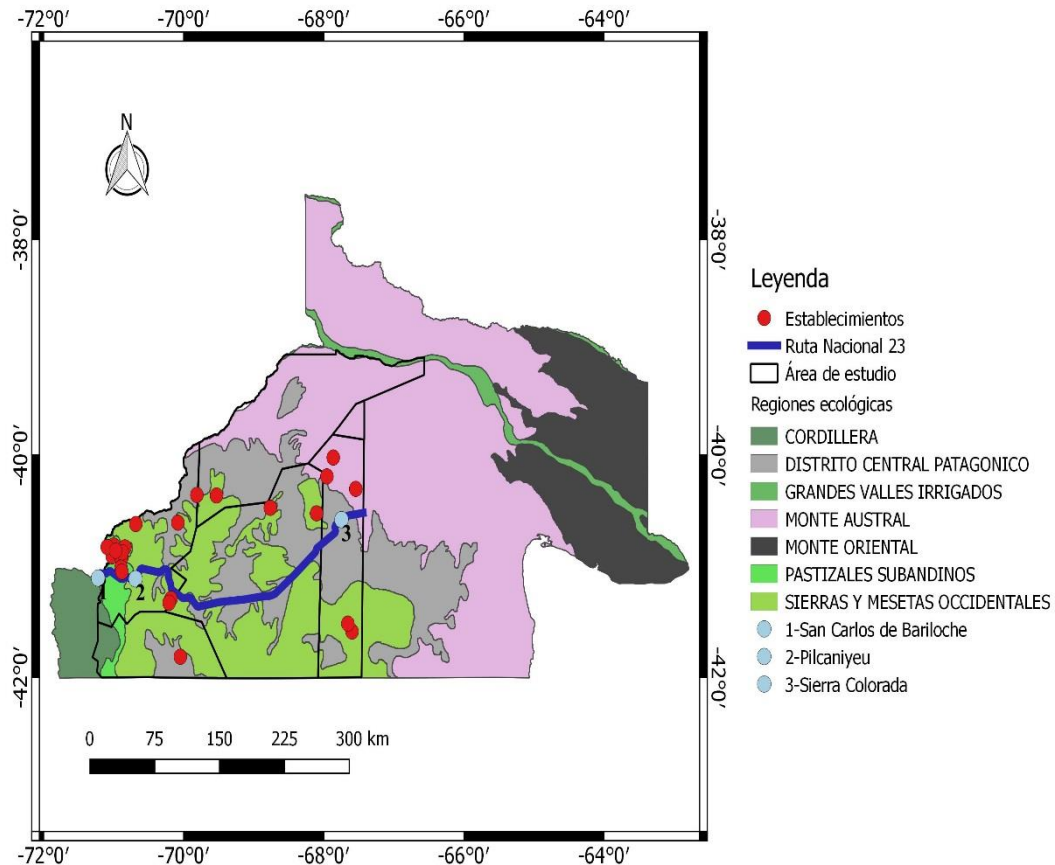 -72°0' -70°0' -68°0' -66°0' -64°0'
N
-38°0' -38°0'
-40°0' -40°0'
-42°0' -42°0'
1 2 3
0 75 150 225 300 km
-72°0' -70°0' -68°0' -66°0' -64°0'
Leyenda
Establecimientos
Ruta Nacional 23
Área de estudio
Regiones ecológicas
CORDILLERA
DISTRITO CENTRAL PATAGONICO
GRANDES VALLES IRRIGADOS
MONTE AUSTRAL
MONTE ORIENTAL
PASTIZALES SUBANDINOS
SIERRAS Y MESETAS OCCIDENTALES
1-San Carlos de Bariloche
2-Pilcaniyeu
3-Sierra Colorada